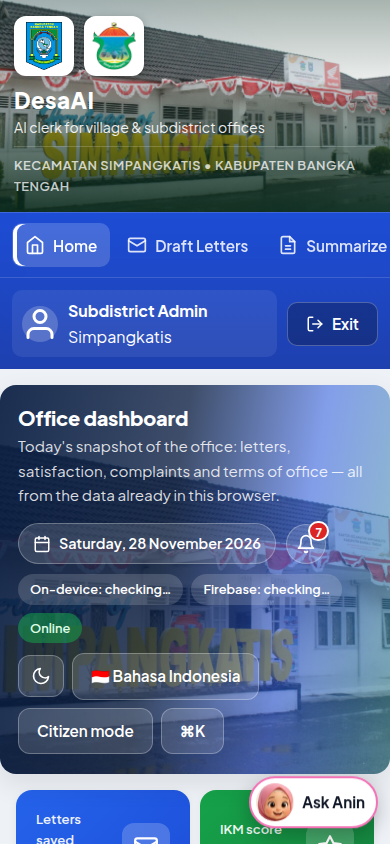 DesaAI
AI clerk for village & subdistrict offices
KECAMATAN SIMPANGKATIS • KABUPATEN BANGKA
TENGAH
Home
Draft Letters
Summarize
Subdistrict Admin
Simpangkatis
Exit
Office dashboard
Today's snapshot of the office: letters,
satisfaction, complaints and terms of office — all
from the data already in this browser.
Saturday, 28 November 2026
7
On-device: checking…
Firebase: checking…
Online
🇮🇩 Bahasa Indonesia
Citizen mode
⌘K
Letters
saved
IKM score
Ask Anin